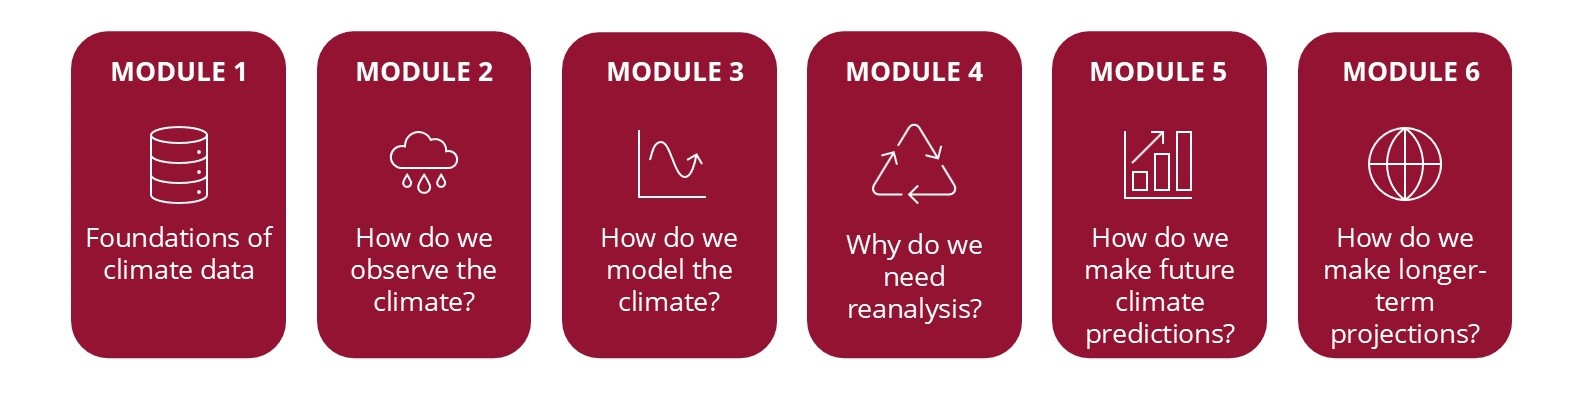 MODULE 1
Foundations of
climate data
MODULE 2
How do we
observe the
climate?
MODULE 3
How do we
model the
climate?
MODULE 4
Why do we
need
reanalysis?
MODULE 5
How do we
make future
climate
predictions?
MODULE 6
How do we
make longer-
term
projections?